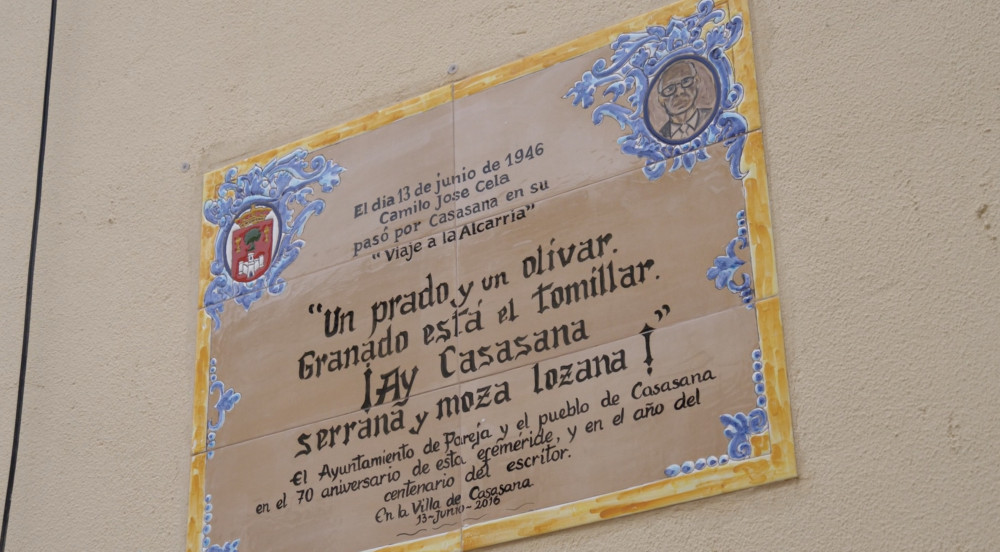 El día 13 de junio de 1946
Camilo Jose Cela
pasó por Casasana en su
"Viaje a la Alcarria"
"Un prado y un olivar.
Granado está el tomillar.
¡Ay Casasana
serrana y moza lozana!"
El Ayuntamiento de Pareja y el pueblo de Casasana
en el 70 aniversario de esta efeméride, y en el año del
centenario del escritor.
En la Villa de Casasana
13-junio-2016